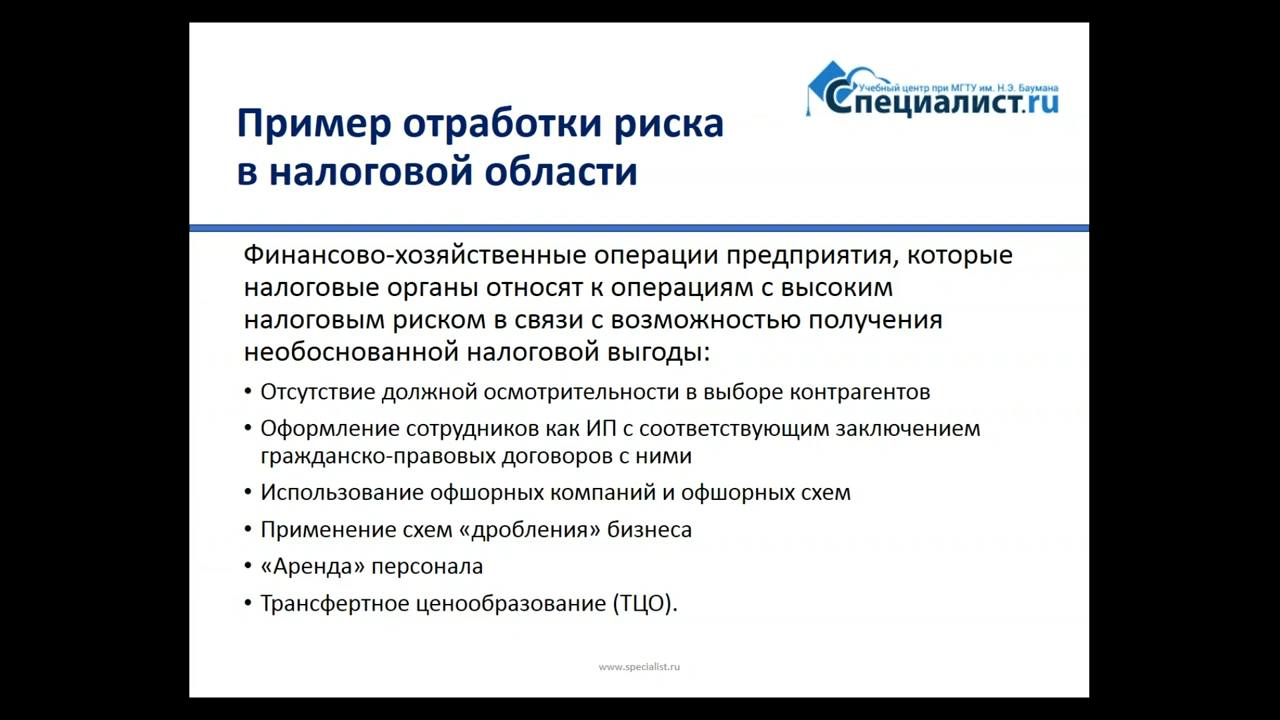 Учебный центр при МГТУ им. Н.Э. Баумана
Специалист.ru
Пример отработки риска
в налоговой области
Финансово-хозяйственные операции предприятия, которые
налоговые органы относят к операциям с высоким
налоговым риском в связи с возможностью получения
необоснованной налоговой выгоды:
• Отсутствие должной осмотрительности в выборе контрагентов
• Оформление сотрудников как ИП с соответствующим заключением
гражданско-правовых договоров с ними
• Использование офшорных компаний и офшорных схем
• Применение схем «дробления» бизнеса
• «Аренда» персонала
• Трансфертное ценообразование (ТЦО).
www.specialist.ru